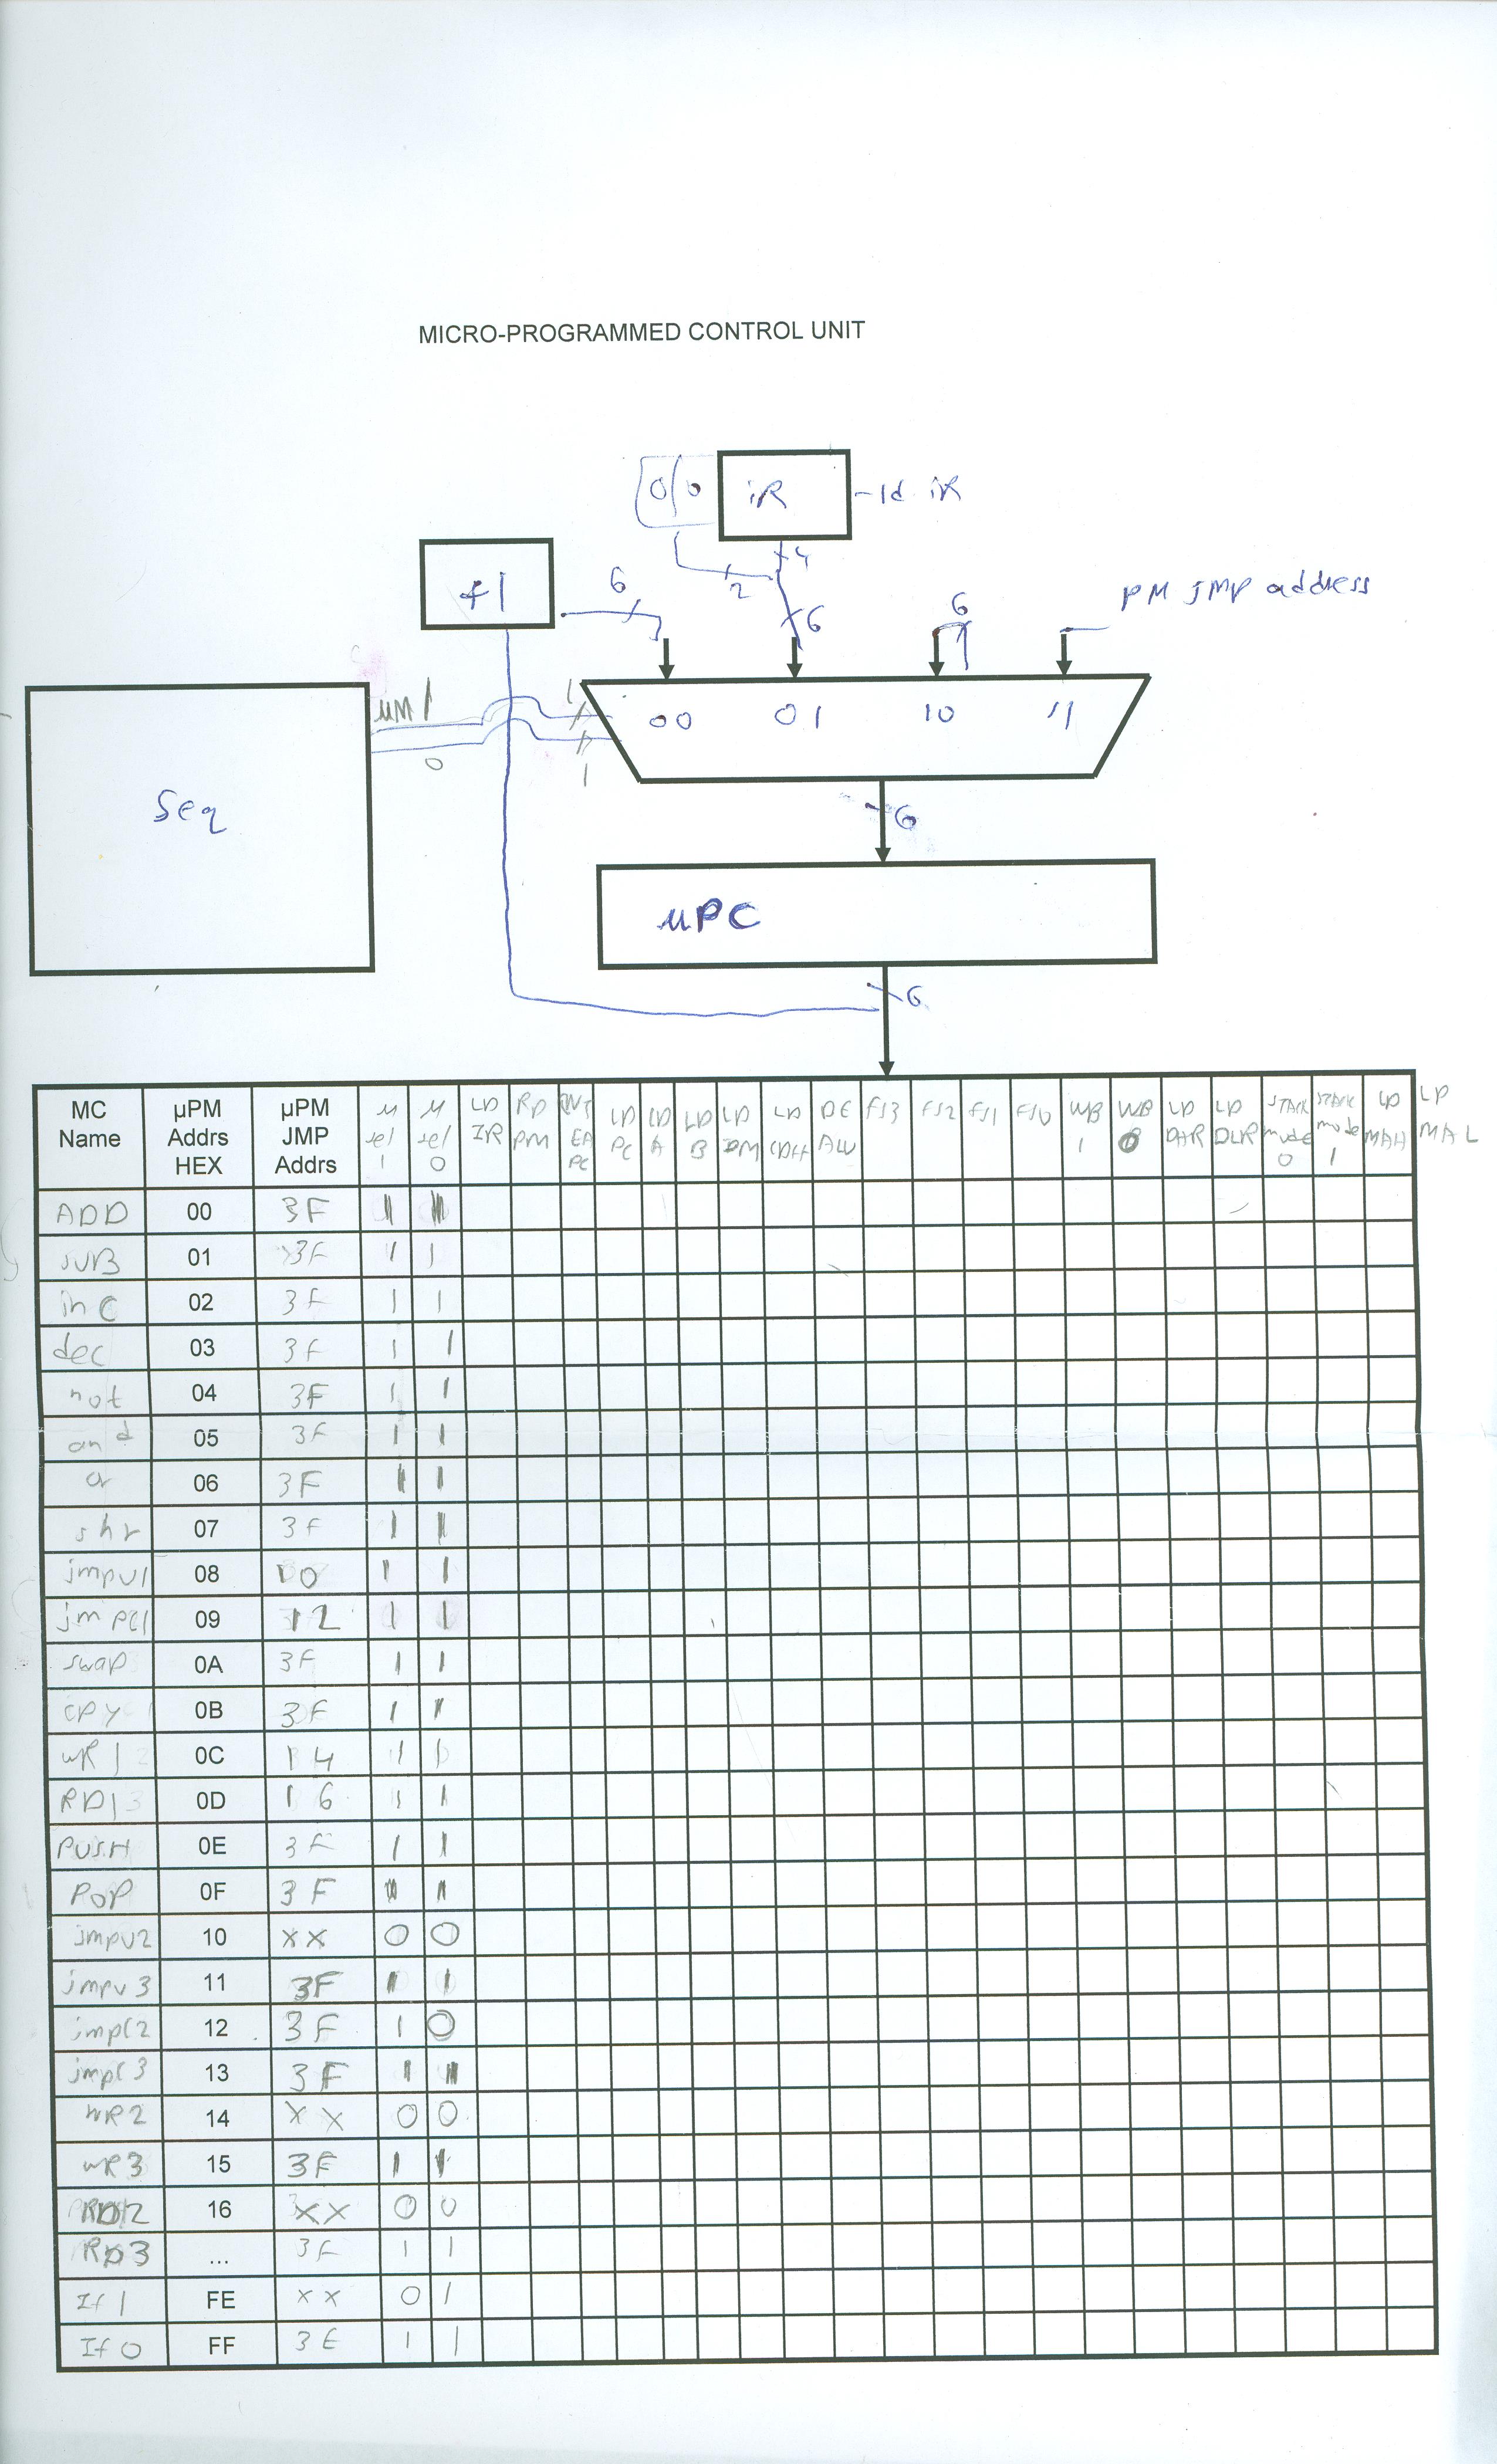 MICRO-PROGRAMMED CONTROL UNIT
0 0 iR -ld iR
+1 6 2 4 6 6 PM JMP address
μM 1 0
1 1
00 01 10 11
Seq
6
μPC
6
MC Name μPM Addrs HEX μPM JMP Addrs μ sel 1 μ sel 0 LD IR RD PM LD PC LD A LD B LD DM DE ALU FS3 FS2 FS1 FS0 WB 1 WB 0 LD DAR LD DLR STACK mode 0 STACK mode 1 LD MAH LD MAL
ADD 00 3F 1 1
SUB 01 3F 1 1
inc 02 3F 1 1
dec 03 3F 1 1
not 04 3F 1 1
and 05 3F 1 1
or 06 3F 1 1
shr 07 3F 1 1
jmpu1 08 10 1 1
jmpc1 09 12 1 1
swap 0A 3F 1 1
CPY 0B 3F 1 1
WR1 0C 14 1 1
RD1 0D 16 1 1
PUSH 0E 3F 1 1
POP 0F 3F 1 1
jmpu2 10 XX 0 0
jmpu3 11 3F 1 1
jmpc2 12 3F 1 0
jmpc3 13 3F 1 1
WR2 14 XX 0 0
WR3 15 3F 1 1
RD2 16 XX 0 0
RD3 ... 3F 1 1
If1 FE XX 0 1
If0 FF 3E 1 1